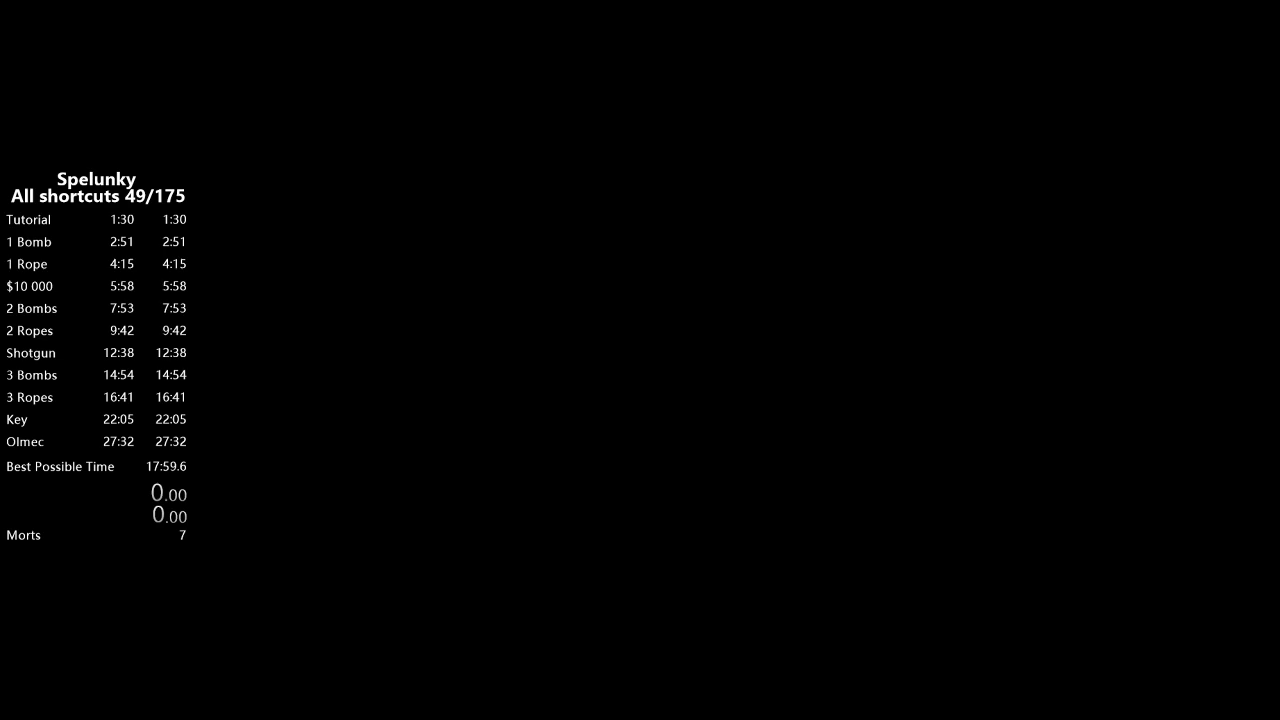 Spelunky
All shortcuts 49/175
Tutorial 1:30 1:30
1 Bomb 2:51 2:51
1 Rope 4:15 4:15
$10 000 5:58 5:58
2 Bombs 7:53 7:53
2 Ropes 9:42 9:42
Shotgun 12:38 12:38
3 Bombs 14:54 14:54
3 Ropes 16:41 16:41
Key 22:05 22:05
Olmec 27:32 27:32
Best Possible Time 17:59.6
0.00
0.00
Morts 7